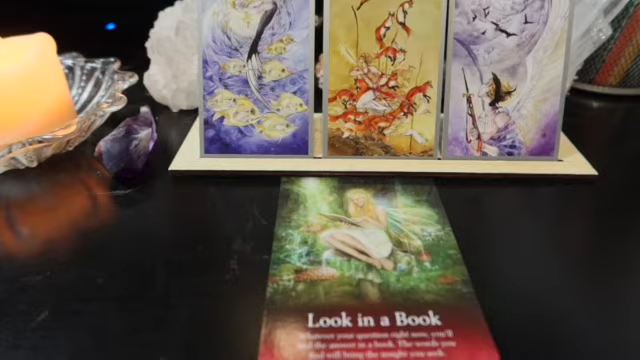 Look in a Book
Whatever your question right now, you'll
find the answer in a book. The words you
find will bring the insight you seek.